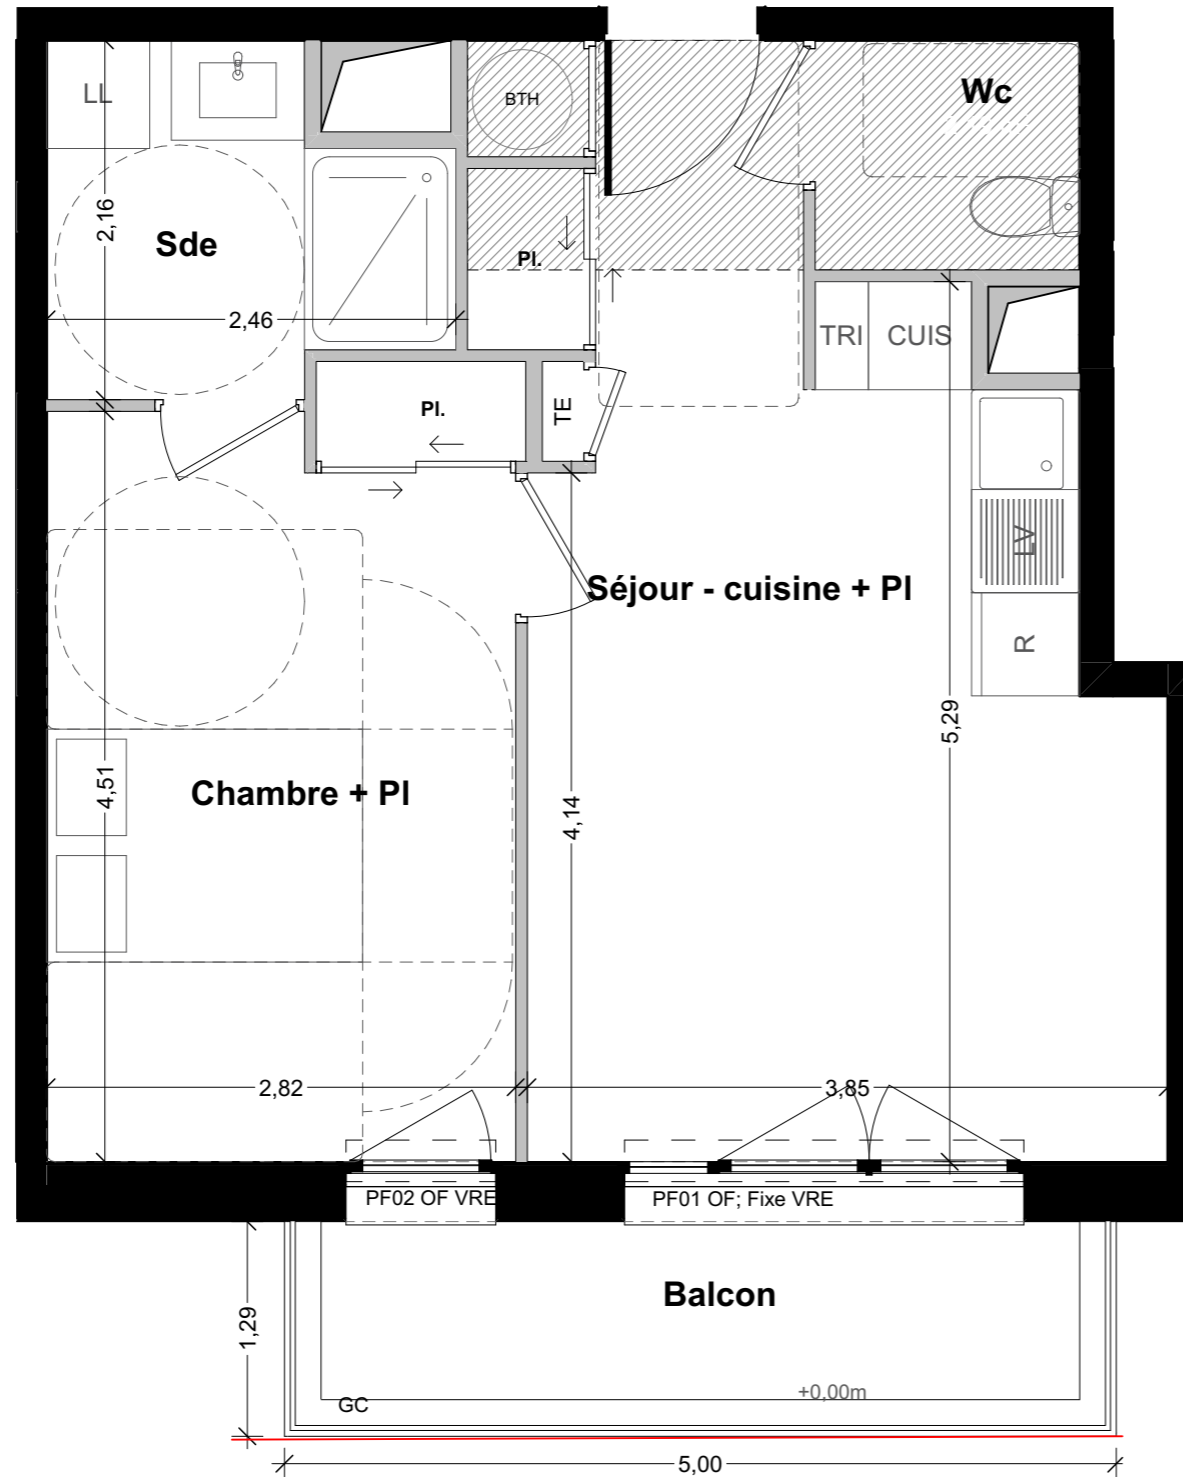 LL
BTH
Wc
2,16
Sde
Pl.
2,46
TRI
CUIS
Pl.
TE
LV
Séjour - cuisine + Pl
R
5,29
4,51
Chambre + Pl
4,14
2,82
3,85
PF02 OF VRE
PF01 OF; Fixe VRE
Balcon
1,29
+0,00m
GC
5,00